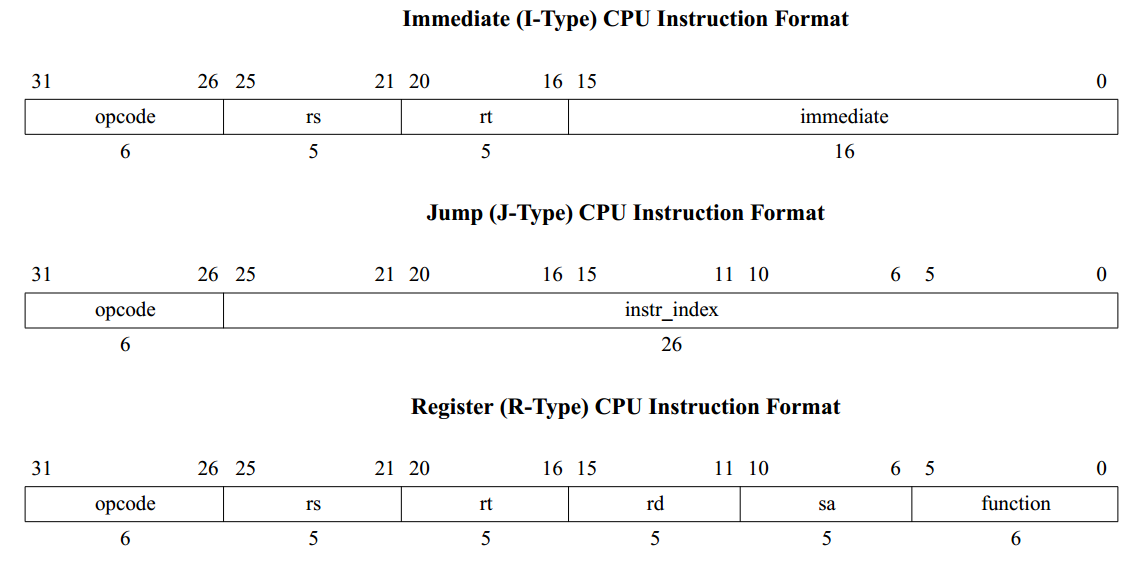 Immediate (I-Type) CPU Instruction Format
31 26 25 21 20 16 15 0
opcode rs rt immediate
6 5 5 16
Jump (J-Type) CPU Instruction Format
31 26 25 21 20 16 15 11 10 6 5 0
opcode instr_index
6 26
Register (R-Type) CPU Instruction Format
31 26 25 21 20 16 15 11 10 6 5 0
opcode rs rt rd sa function
6 5 5 5 5 6